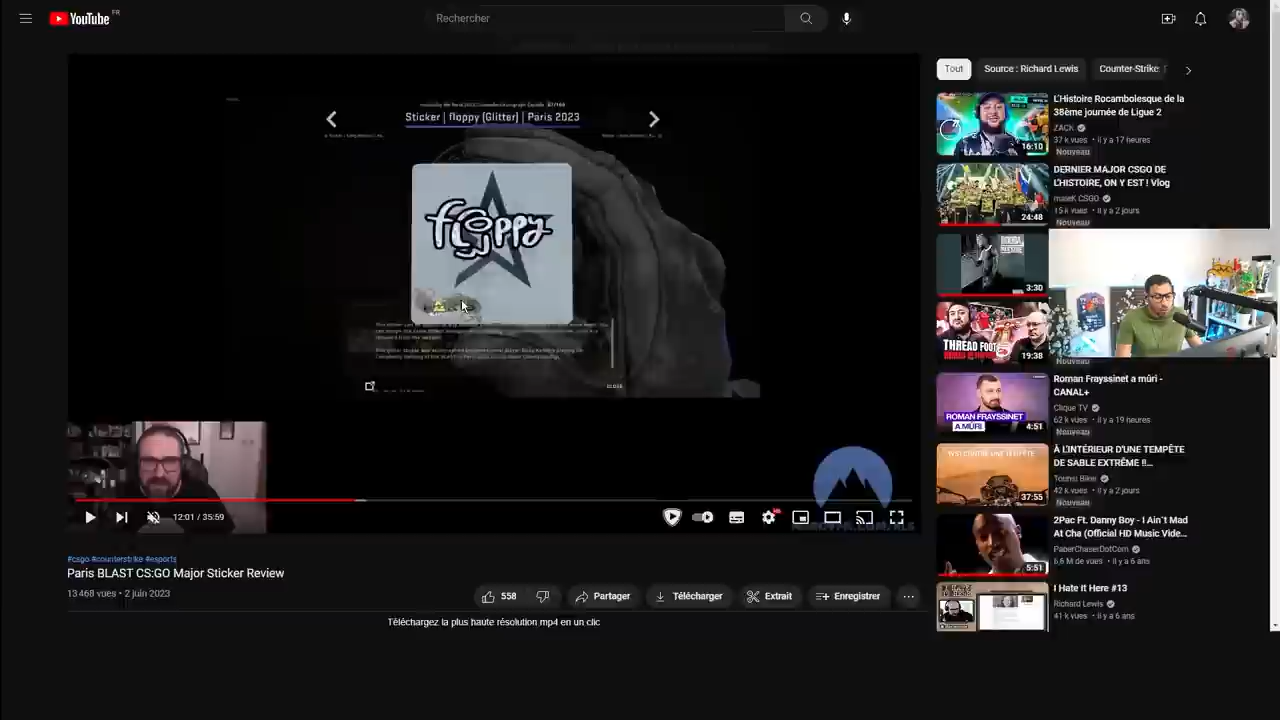 YouTube FR
Rechercher
Sticker | floppy (Glitter) | Paris 2023
floppy
CLOSE
12:01 / 35:59
#csgo #counterstrike #esports
Paris BLAST CS:GO Major Sticker Review
13 468 vues • 2 juin 2023
558
Partager
Télécharger
Extrait
Enregistrer
Téléchargez la plus haute résolution mp4 en un clic
Tout
Source : Richard Lewis
Counter-Strike:
16:10
L'Histoire Rocambolesque de la
38ème journée de Ligue 2
ZACK
37 k vues • il y a 17 heures
Nouveau
24:48
DERNIER MAJOR CSGO DE
L'HISTOIRE, ON Y EST ! Vlog
maleK CSGO
15 k vues • il y a 2 jours
Nouveau
3:30
THREAD FOOT
19:38
Nouveau
ROMAN FRAYSSINET
A MÛRI
4:51
Roman Frayssinet a mûri -
CANAL+
Clique TV
62 k vues • il y a 19 heures
Nouveau
37:55
À L'INTÉRIEUR D'UNE TEMPÊTE
DE SABLE EXTRÊME !!...
42 k vues • il y a 2 jours
5:51
2Pac Ft. Danny Boy - I Ain`t Mad
At Cha (Official HD Music Vide...
PaperChaserDotCom
6,6 M de vues • il y a 6 ans
I Hate It Here #13
Richard Lewis
41 k vues • il y a 6 ans